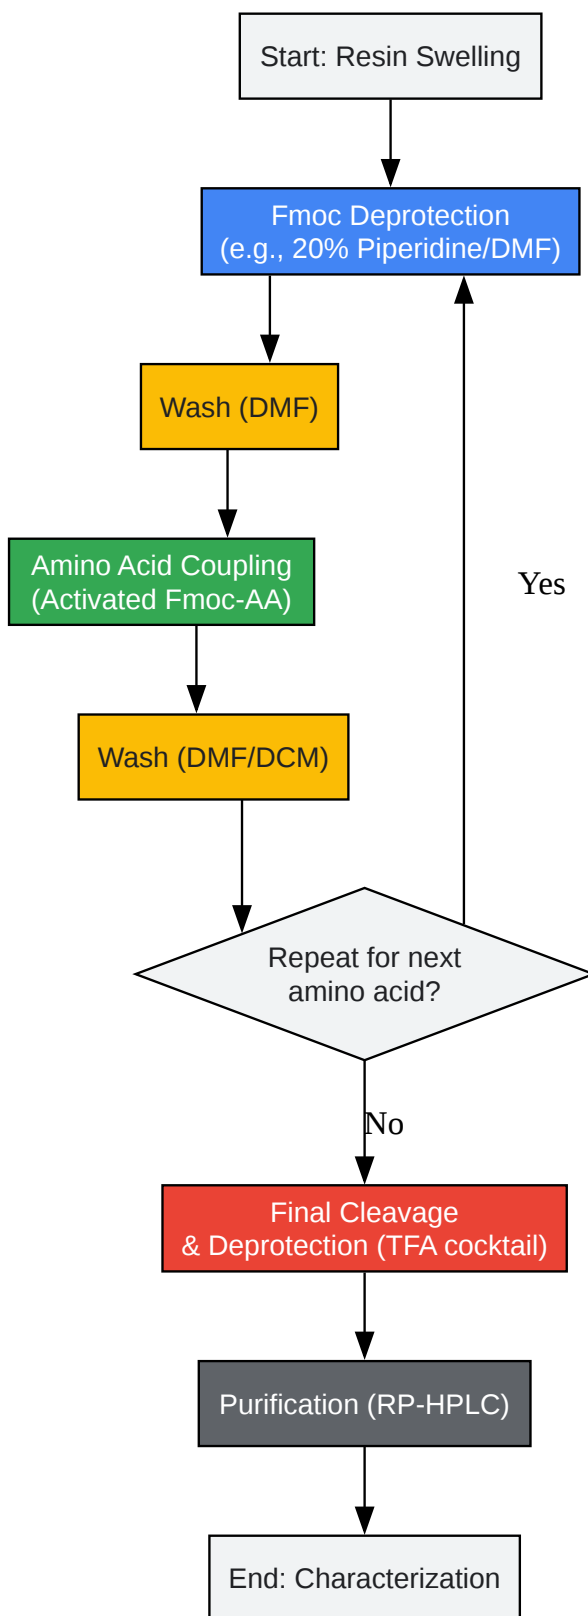 Start: Resin Swelling
Fmoc Deprotection
(e.g., 20% Piperidine/DMF)
Wash (DMF)
Amino Acid Coupling
(Activated Fmoc-AA)
Yes
Wash (DMF/DCM)
Repeat for next
amino acid?
No
Final Cleavage
& Deprotection (TFA cocktail)
Purification (RP-HPLC)
End: Characterization